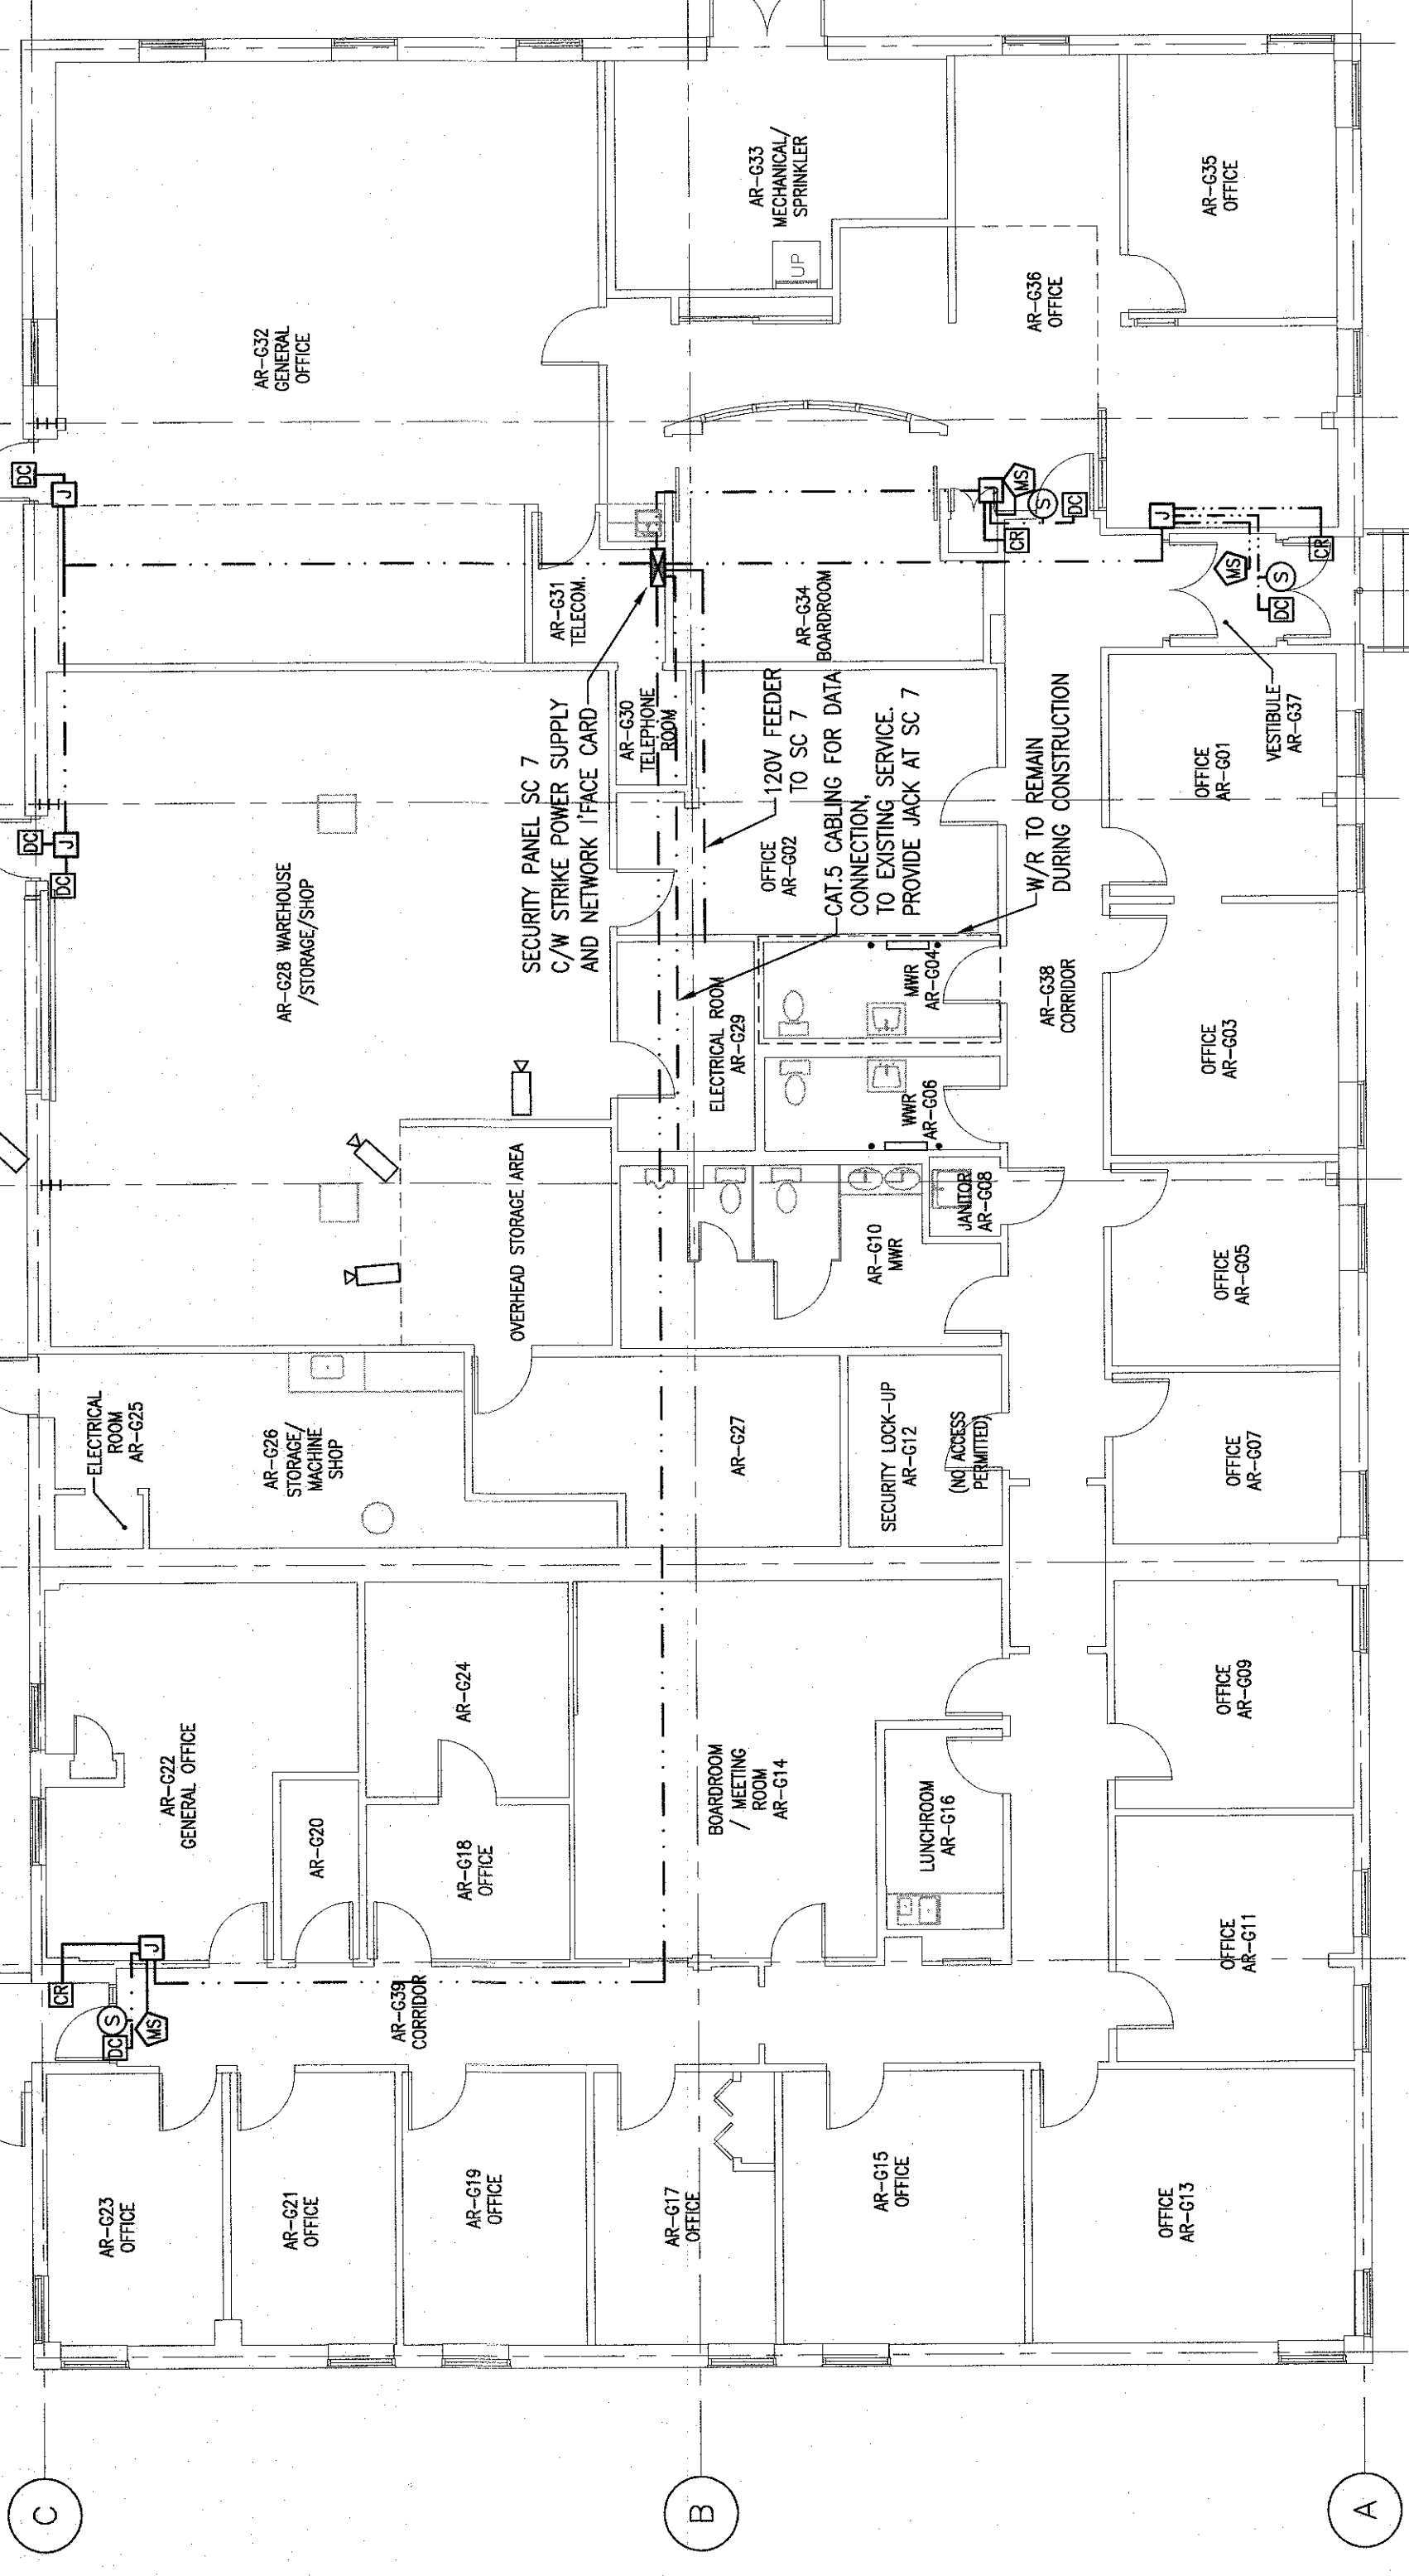 C
B
A
AR-G32
GENERAL
OFFICE
AR-G33
MECHANICAL/
SPRINKLER
UP
AR-G35
OFFICE
AR-G36
OFFICE
DC
J
DC
J
DC
AR-G31
TELECOM.
AR-G34
BOARDROOM
J
MS
S
DC
CR
J
MS
S
DC
CR
VESTIBULE
AR-G37
AR-G30
TELEPHONE
ROOM
SECURITY PANEL SC 7
C/W STRIKE POWER SUPPLY
AND NETWORK I'FACE CARD
120V FEEDER
TO SC 7
CAT.5 CABLING FOR DATA
CONNECTION,
TO EXISTING SERVICE.
PROVIDE JACK AT SC 7
W/R TO REMAIN
DURING CONSTRUCTION
AR-G28 WAREHOUSE
/STORAGE/SHOP
OFFICE
AR-G02
OFFICE
AR-G01
OFFICE
AR-G03
AR-G38
CORRIDOR
MWR
AR-G04
ELECTRICAL ROOM
AR-G29
WWR
AR-G06
JANITOR
AR-G08
AR-G10
MWR
OVERHEAD STORAGE AREA
OFFICE
AR-G05
ELECTRICAL
ROOM
AR-G25
AR-G26
STORAGE/
MACHINE
SHOP
AR-G27
SECURITY LOCK-UP
AR-G12
(NO ACCESS
PERMITTED)
OFFICE
AR-G07
AR-G22
GENERAL OFFICE
AR-G24
AR-G20
AR-G18
OFFICE
BOARDROOM
/ MEETING
ROOM
AR-G14
LUNCHROOM
AR-G16
OFFICE
AR-G09
OFFICE
AR-G11
J
CR
S
DC
MS
AR-G39
CORRIDOR
AR-G23
OFFICE
AR-G21
OFFICE
AR-G19
OFFICE
AR-G17
OFFICE
AR-G15
OFFICE
OFFICE
AR-G13